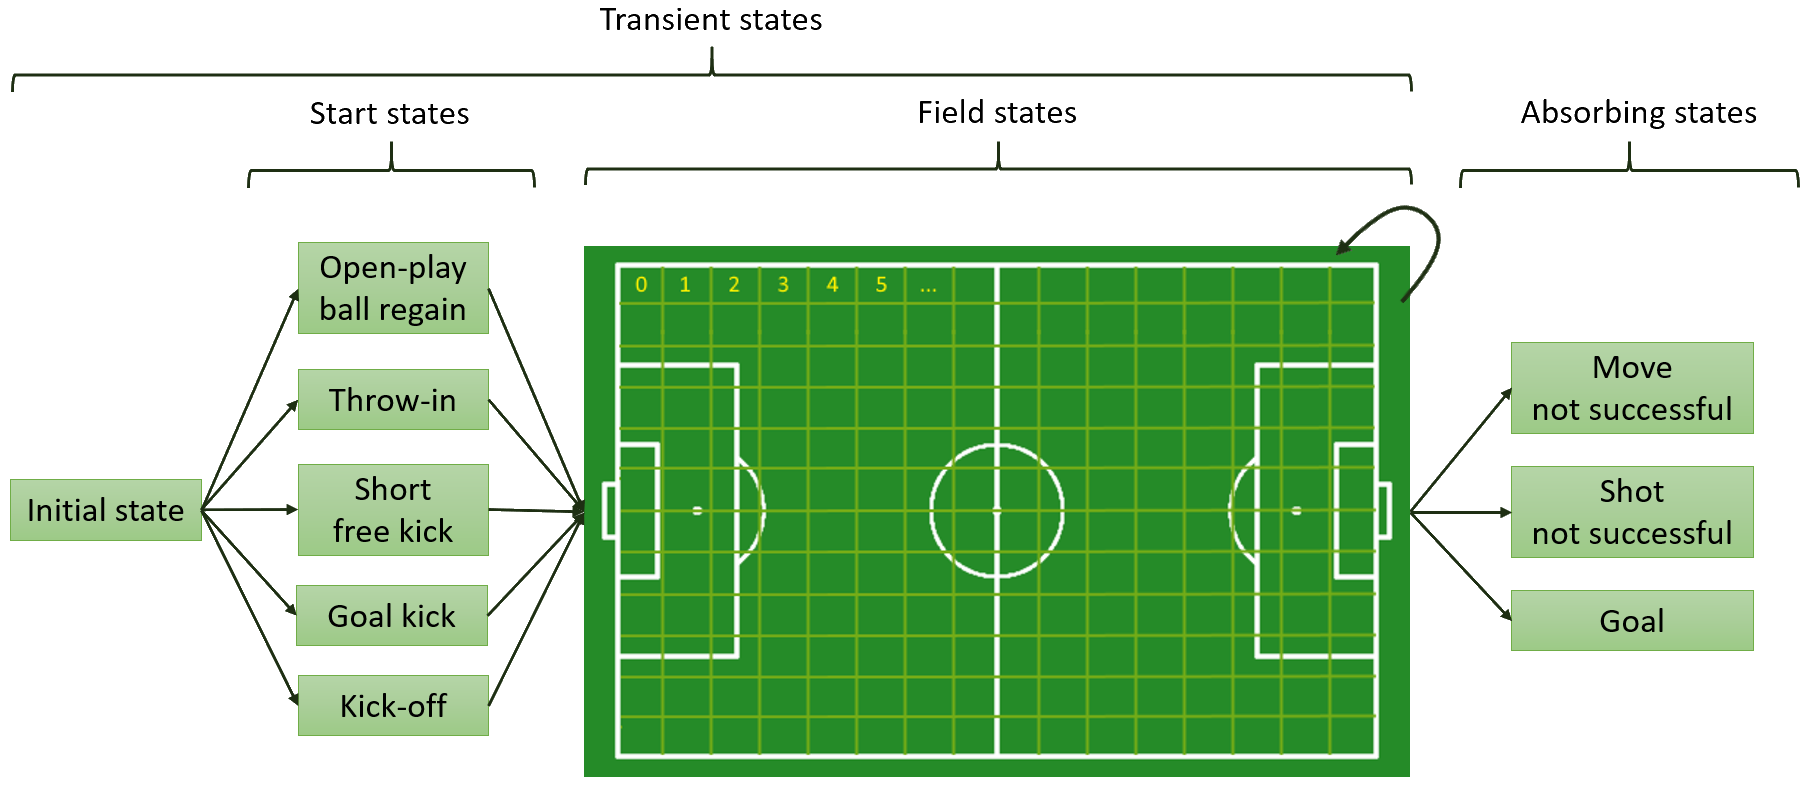 Transient states
Start states
Field states
Absorbing states
Initial state
Open-play
ball regain
Throw-in
Short
free kick
Goal kick
Kick-off
0 1 2 3 4 5 ...
Move
not successful
Shot
not successful
Goal